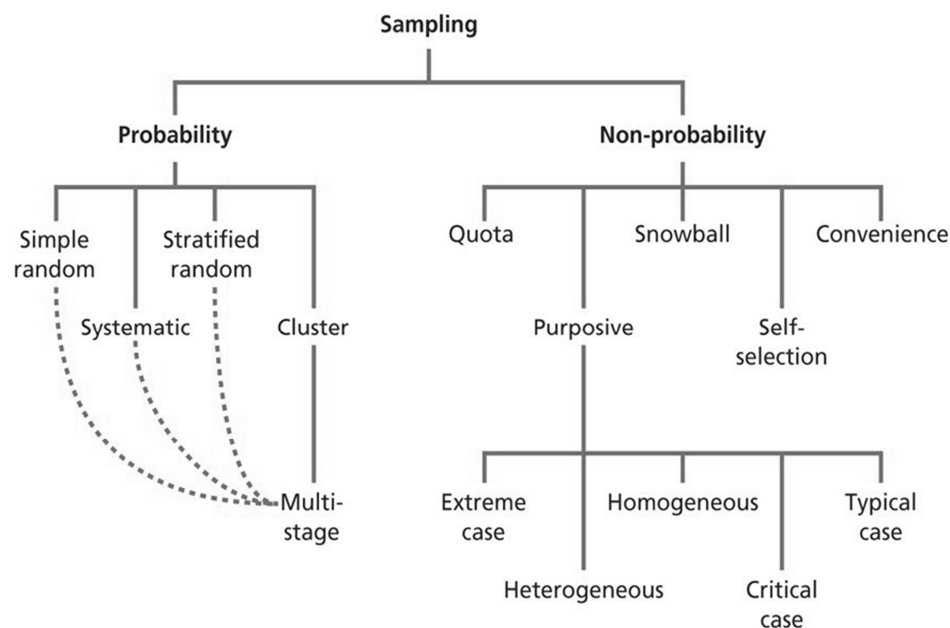 Sampling
Probability
Non-probability
Simple
random
Stratified
random
Quota
Snowball
Convenience
Systematic
Cluster
Purposive
Self-
selection
Multi-
stage
Extreme
case
Homogeneous
Typical
case
Heterogeneous
Critical
case